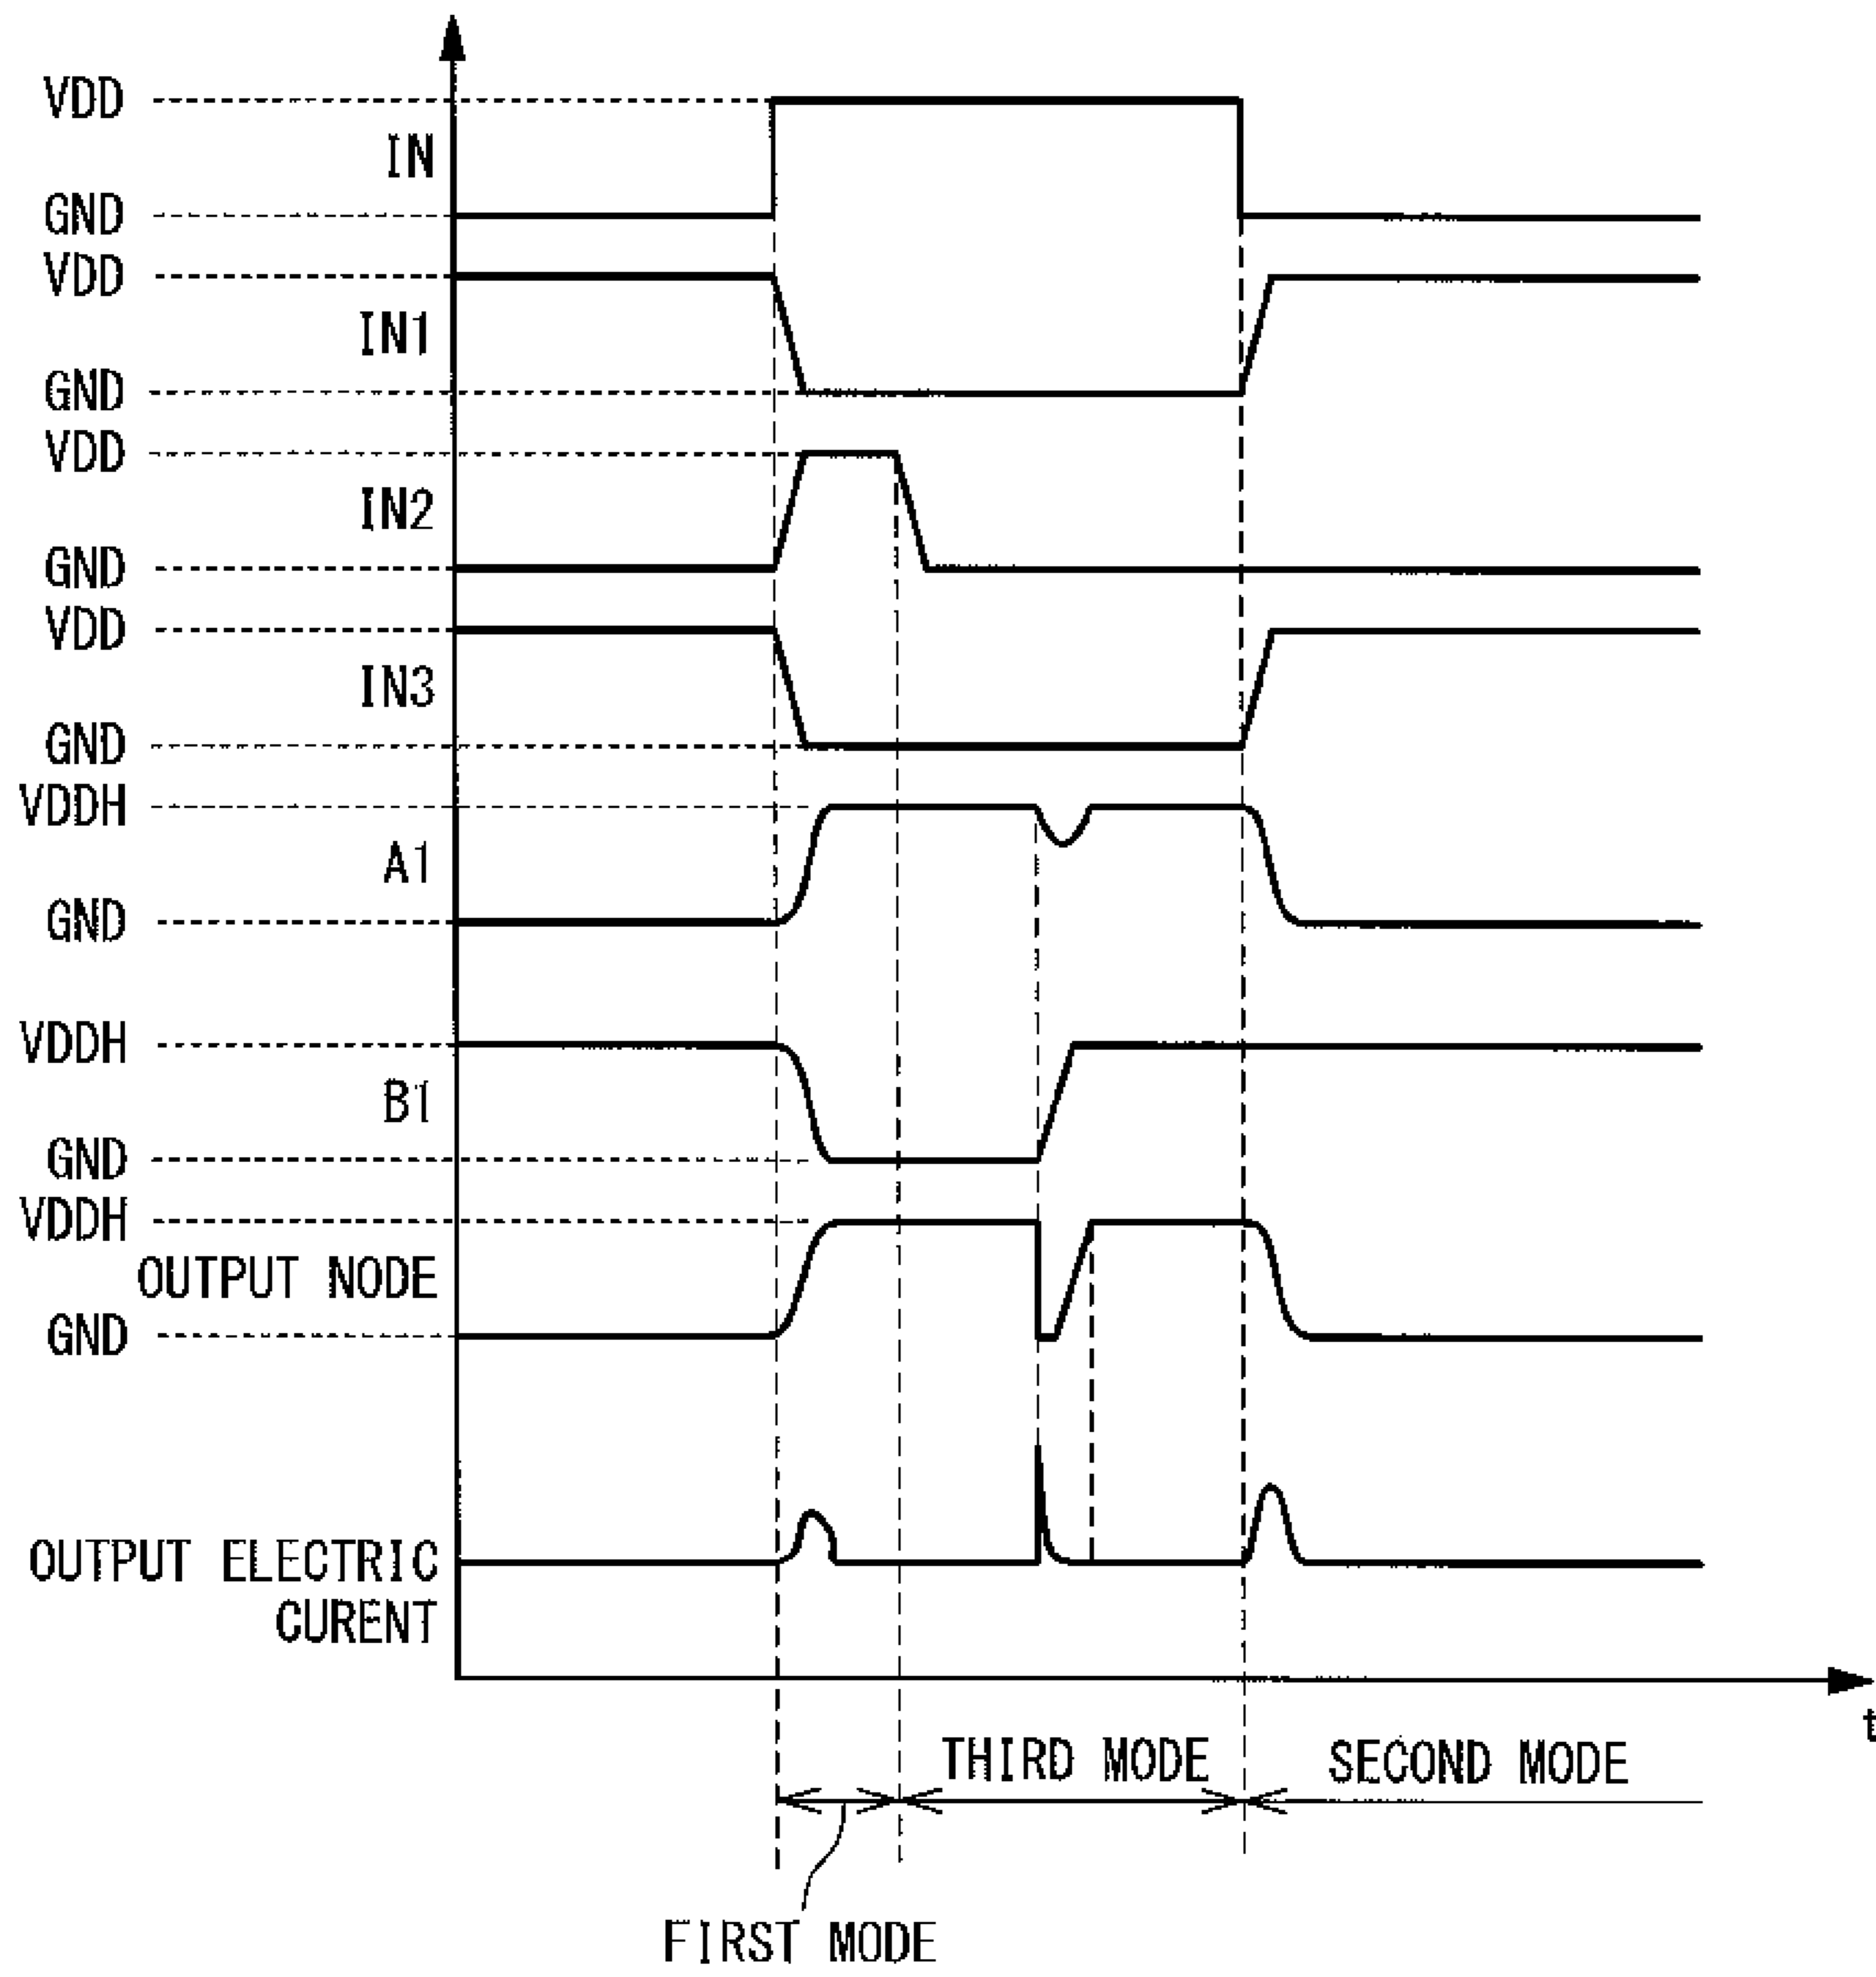 VDD
IN
GND
VDD
IN1
GND
VDD
IN2
GND
VDD
IN3
GND
VDDH
A1
GND
VDDH
B1
GND
VDDH
OUTPUT NODE
GND
OUTPUT ELECTRIC
CURENT
t
THIRD MODE
SECOND MODE
FIRST MODE